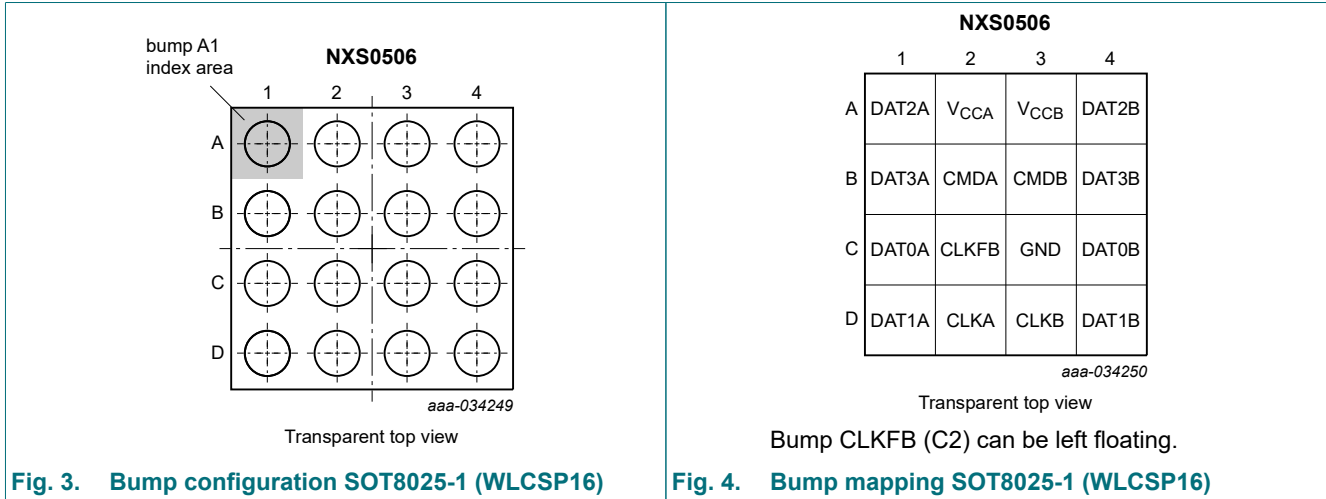 bump A1
index area
NXS0506
1 2 3 4
A
B
C
D
aaa-034249
Transparent top view
Fig. 3. Bump configuration SOT8025-1 (WLCSP16)
NXS0506
1 2 3 4
A DAT2A VCCA VCCB DAT2B
B DAT3A CMDA CMDB DAT3B
C DAT0A CLKFB GND DAT0B
D DAT1A CLKA CLKB DAT1B
aaa-034250
Transparent top view
Bump CLKFB (C2) can be left floating.
Fig. 4. Bump mapping SOT8025-1 (WLCSP16)